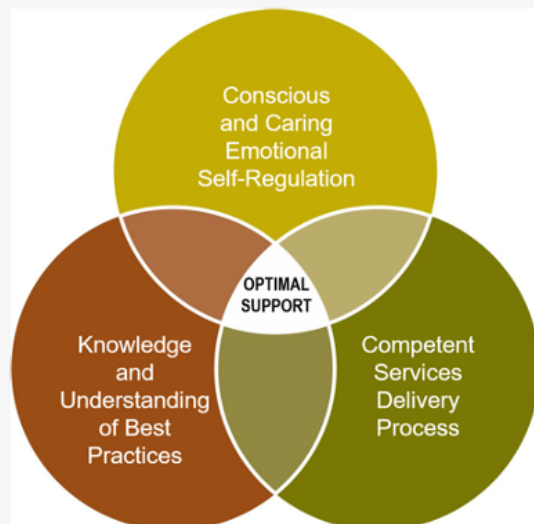 Conscious
and Caring
Emotional
Self-Regulation
OPTIMAL
SUPPORT
Knowledge
and
Understanding
of Best
Practices
Competent
Services
Delivery
Process